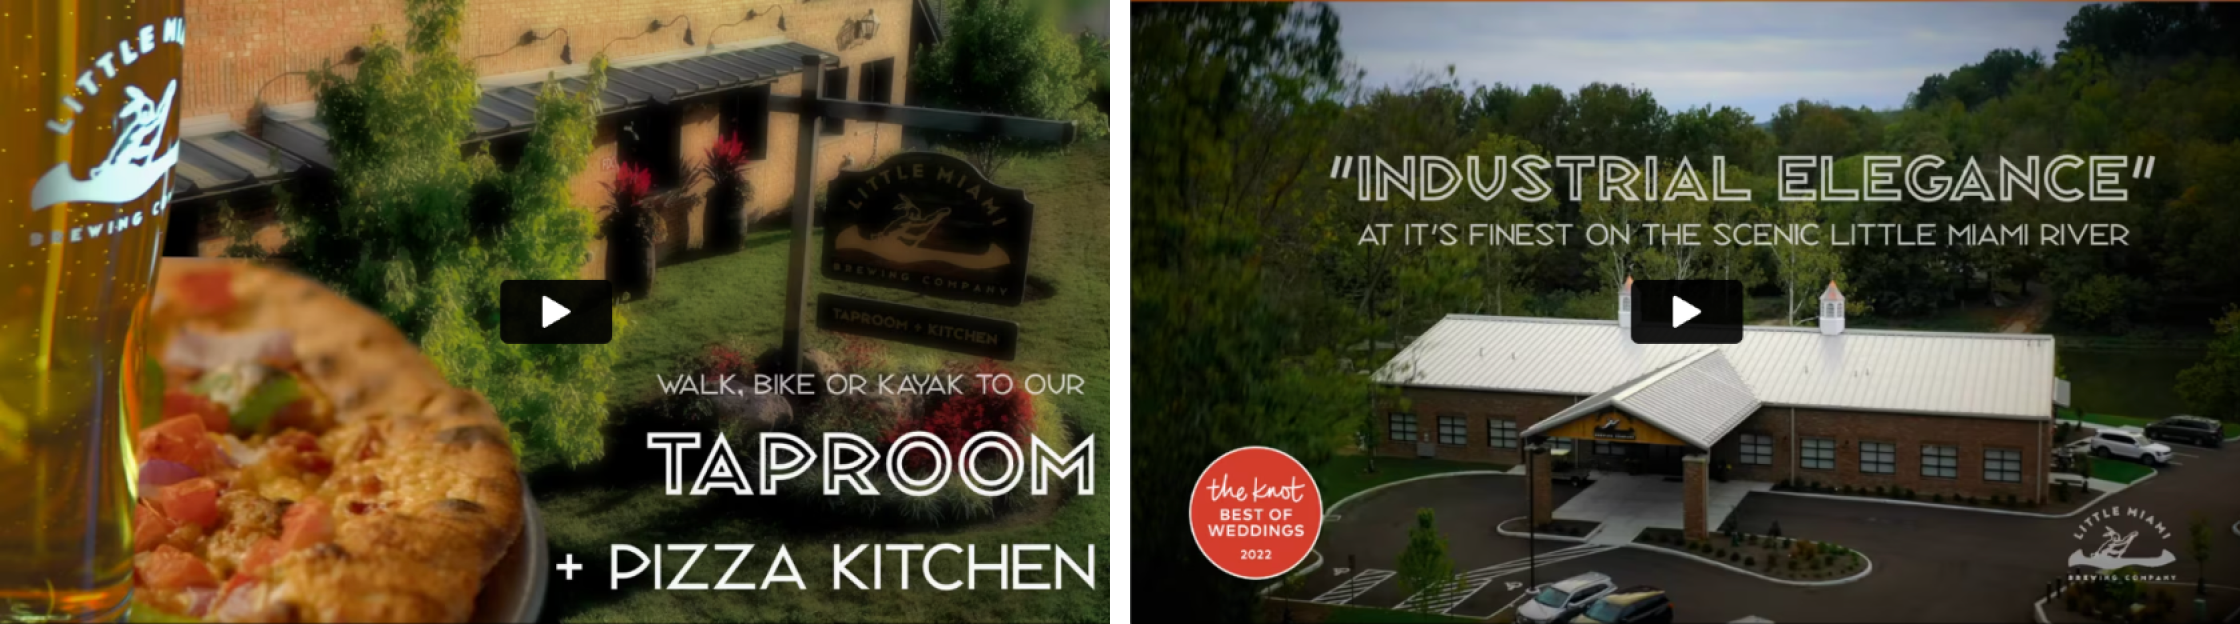 LITTLE
BREWING
LITTLE MIAMI
BREWING COMPANY
TAPROOM + KITCHEN
WALK, BIKE OR KAYAK TO OUR
TAPROOM
+ PIZZA KITCHEN
"INDUSTRIAL ELEGANCE"
AT IT'S FINEST ON THE SCENIC LITTLE MIAMI RIVER
the knot
BEST OF
WEDDINGS
2022
LITTLE MIAMI
BREWING COMPANY